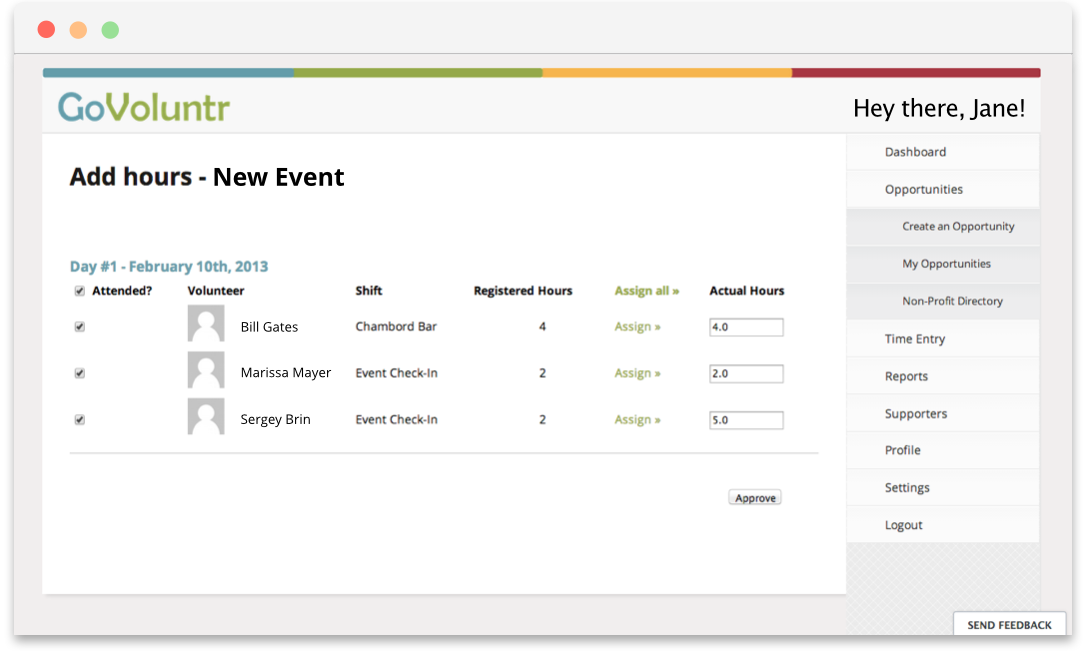 GoVoluntr
Hey there, Jane!
Add hours - New Event
Day #1 - February 10th, 2013
Attended? Volunteer Shift Registered Hours Assign all » Actual Hours
Bill Gates Chambord Bar 4 Assign » 4.0
Marissa Mayer Event Check-In 2 Assign » 2.0
Sergey Brin Event Check-In 2 Assign » 5.0
Approve
Dashboard
Opportunities
Create an Opportunity
My Opportunities
Non-Profit Directory
Time Entry
Reports
Supporters
Profile
Settings
Logout
SEND FEEDBACK